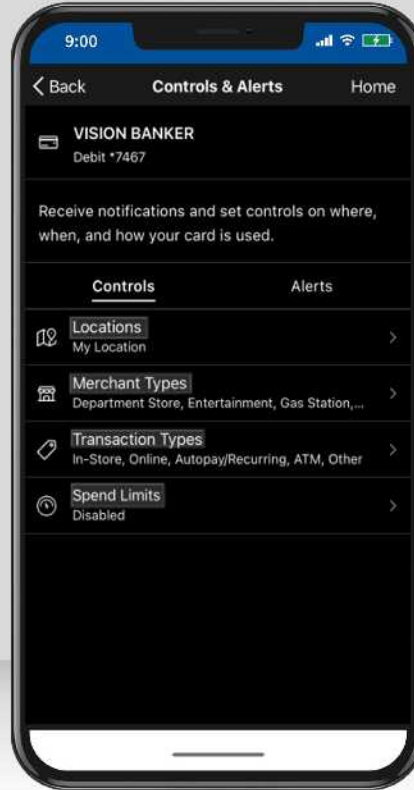 9:00
Back Controls & Alerts Home
VISION BANKER
Debit *7467
Receive notifications and set controls on where,
when, and how your card is used.
Controls Alerts
Locations
My Location
Merchant Types
Department Store, Entertainment, Gas Station,...
Transaction Types
In-Store, Online, Autopay/Recurring, ATM, Other
Spend Limits
Disabled